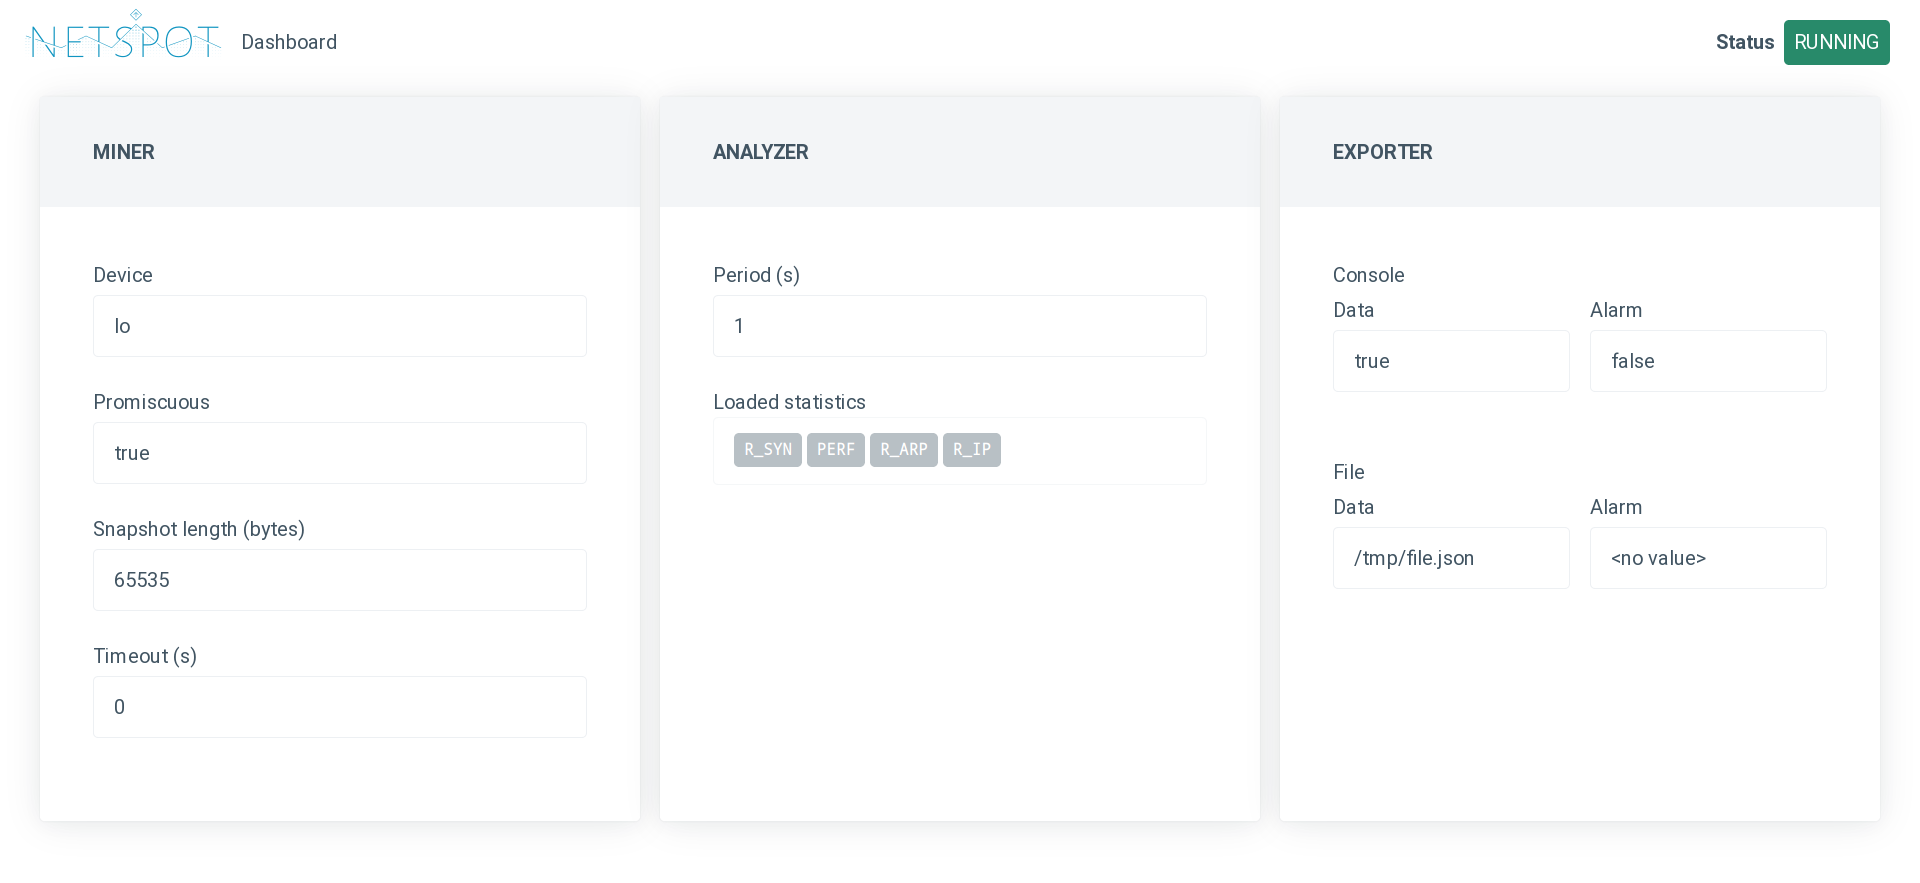 NETSPOT Dashboard Status RUNNING
MINER
Device
lo
Promiscuous
true
Snapshot length (bytes)
65535
Timeout (s)
0
ANALYZER
Period (s)
1
Loaded statistics
R_SYN PERF R_ARP R_IP
EXPORTER
Console
Data Alarm
true false
File
Data Alarm
/tmp/file.json <no value>